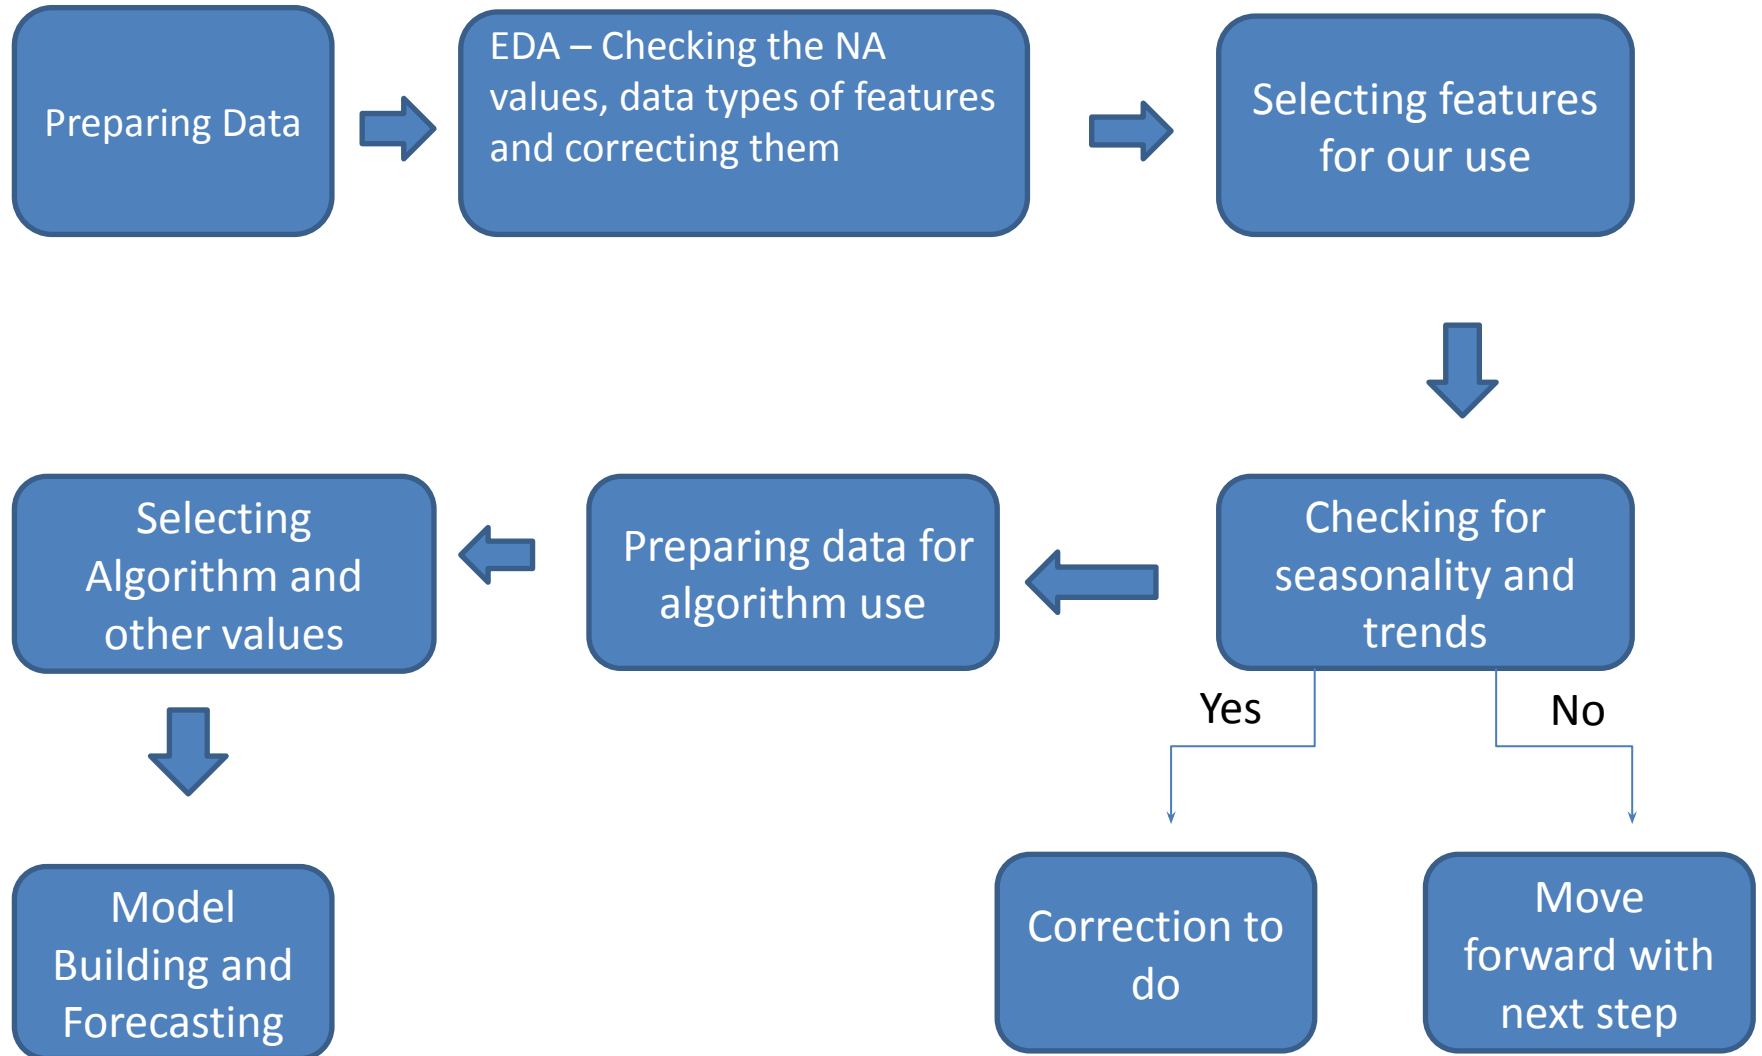 Preparing Data
EDA – Checking the NA
values, data types of features
and correcting them
Selecting features
for our use
Selecting
Algorithm and
other values
Preparing data for
algorithm use
Checking for
seasonality and
trends
Yes
No
Model
Building and
Forecasting
Correction to
do
Move
forward with
next step